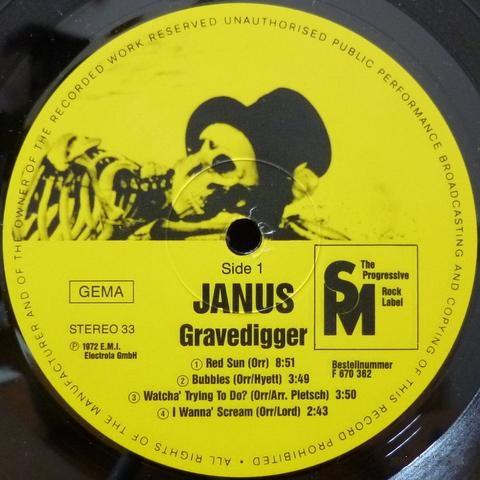 ALL RIGHTS OF THE MANUFACTURER AND OF THE OWNER OF THE RECORDED WORK RESERVED UNAUTHORISED PUBLIC PERFORMANCE BROADCASTING AND COPYING OF THIS RECORD PROHIBITED •
Side 1
GEMA
JANUS
SM
The
Progressive
Rock
Label
STEREO 33
Gravedigger
Ⓟ 1972 E.M.I.
Electrola GmbH
① Red Sun (Orr) 8:51
② Bubbles (Orr/Hyett) 3:49
③ Watcha' Trying To Do? (Orr/Arr. Pietsch) 3:50
④ I Wanna' Scream (Orr/Lord) 2:43
Bestellnummer
F 670 362